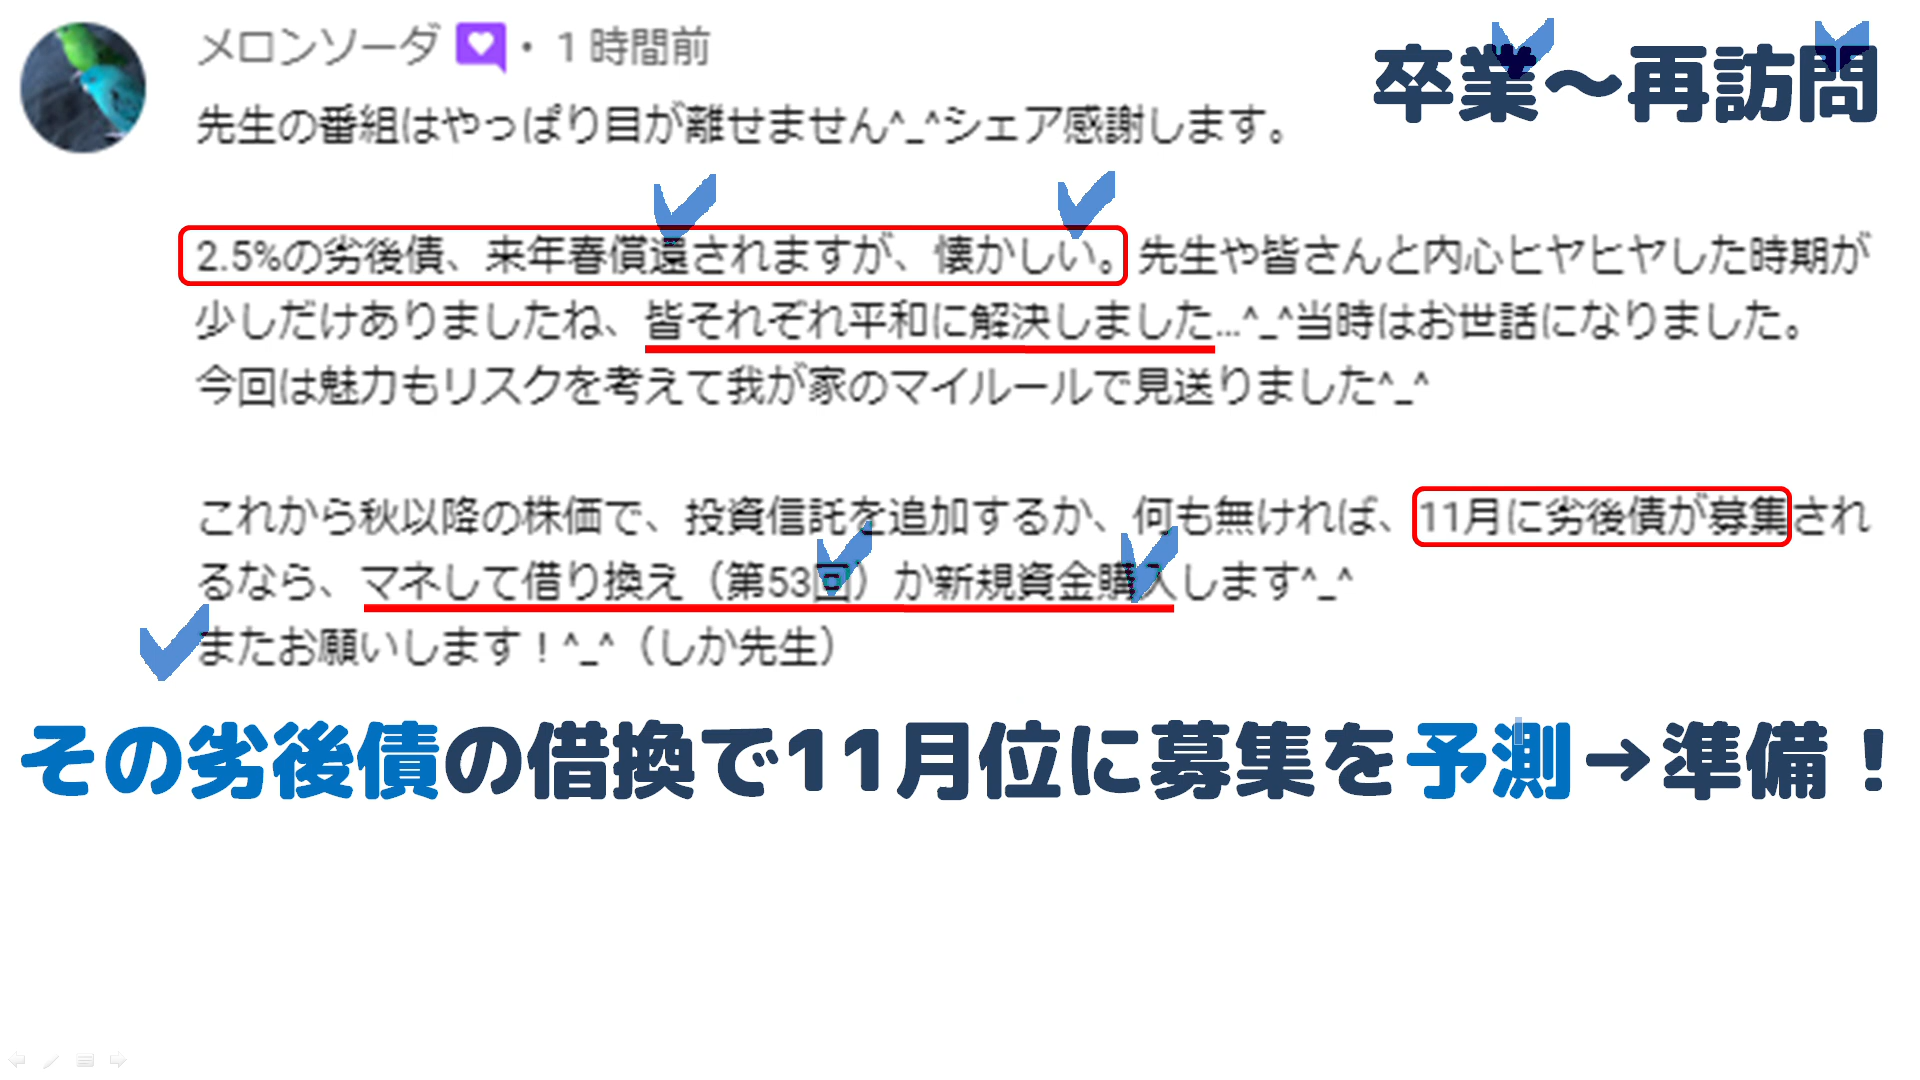 メロンソーダ ・ 1 時間前
卒業～再訪問
先生の番組はやっぱり目が離せません^_^シェア感謝します。
2.5%の劣後債、来年春償還されますが、懐かしい。先生や皆さんと内心ヒヤヒヤした時期が
少しだけありましたね、皆それぞれ平和に解決しました...^_^当時はお世話になりました。
今回は魅力もリスクを考えて我が家のマイルールで見送りました^_^
これから秋以降の株価で、投資信託を追加するか、何も無ければ、11月に劣後債が募集され
るなら、マネして借り換え（第53回）か新規資金購入します^_^
またお願いします！^_^（しか先生）
その劣後債の借換で11月位に募集を予測→準備！